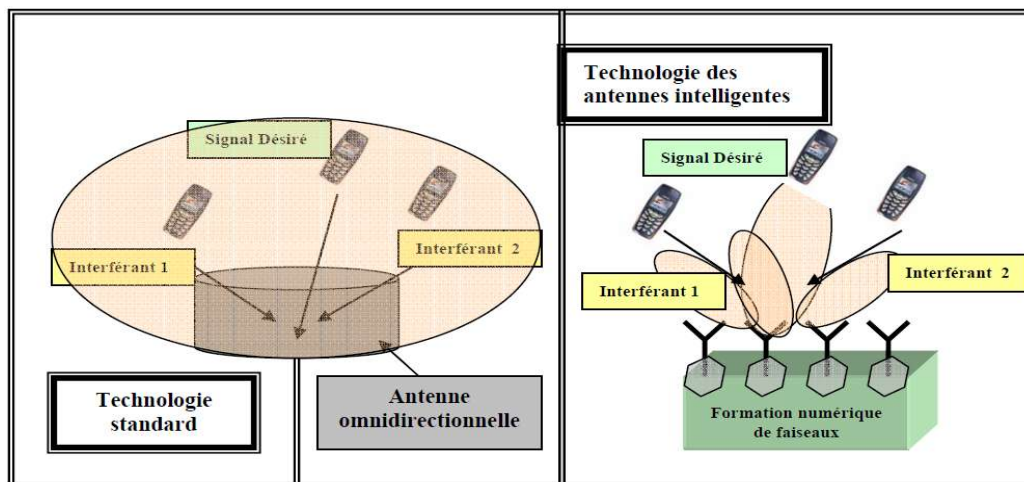 Signal Désiré
Interférant 1
Interférant 2
Technologie
standard
Antenne
omnidirectionnelle
Technologie des
antennes intelligentes
Signal Désiré
Interférant 1
Interférant 2
Formation numérique
de faiseaux